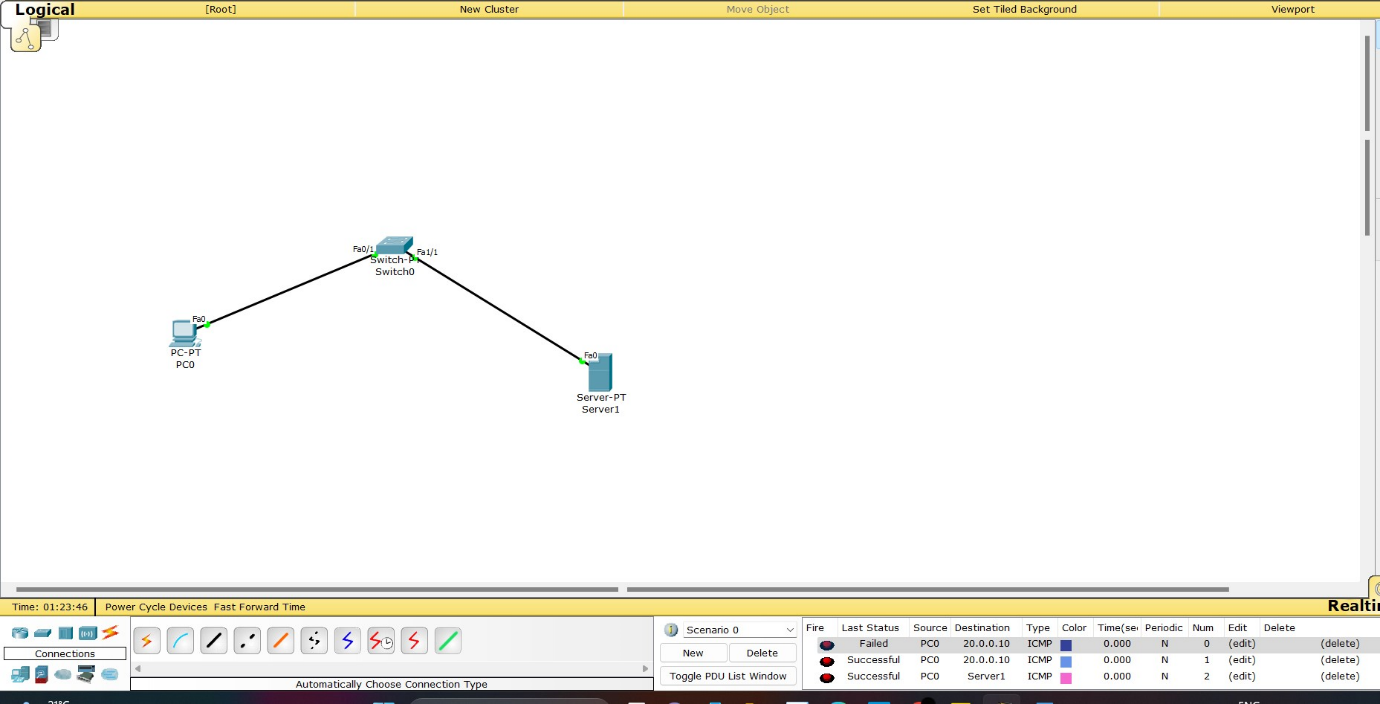 Logical [Root] New Cluster Move Object Set Tiled Background Viewport
Fa0/1 Fa1/1
Switch-PT
Switch0
Fa0
PC-PT
PC0
Fa0
Server-PT
Server1
Time: 01:23:46 Power Cycle Devices Fast Forward Time
Realti
Connections
Automatically Choose Connection Type
Scenario 0
New Delete
Toggle PDU List Window
Fire Last Status Source Destination Type Color Time(sec Periodic Num Edit Delete
Failed PC0 20.0.0.10 ICMP 0.000 N 0 (edit) (delete)
Successful PC0 20.0.0.10 ICMP 0.000 N 1 (edit) (delete)
Successful PC0 Server1 ICMP 0.000 N 2 (edit) (delete)